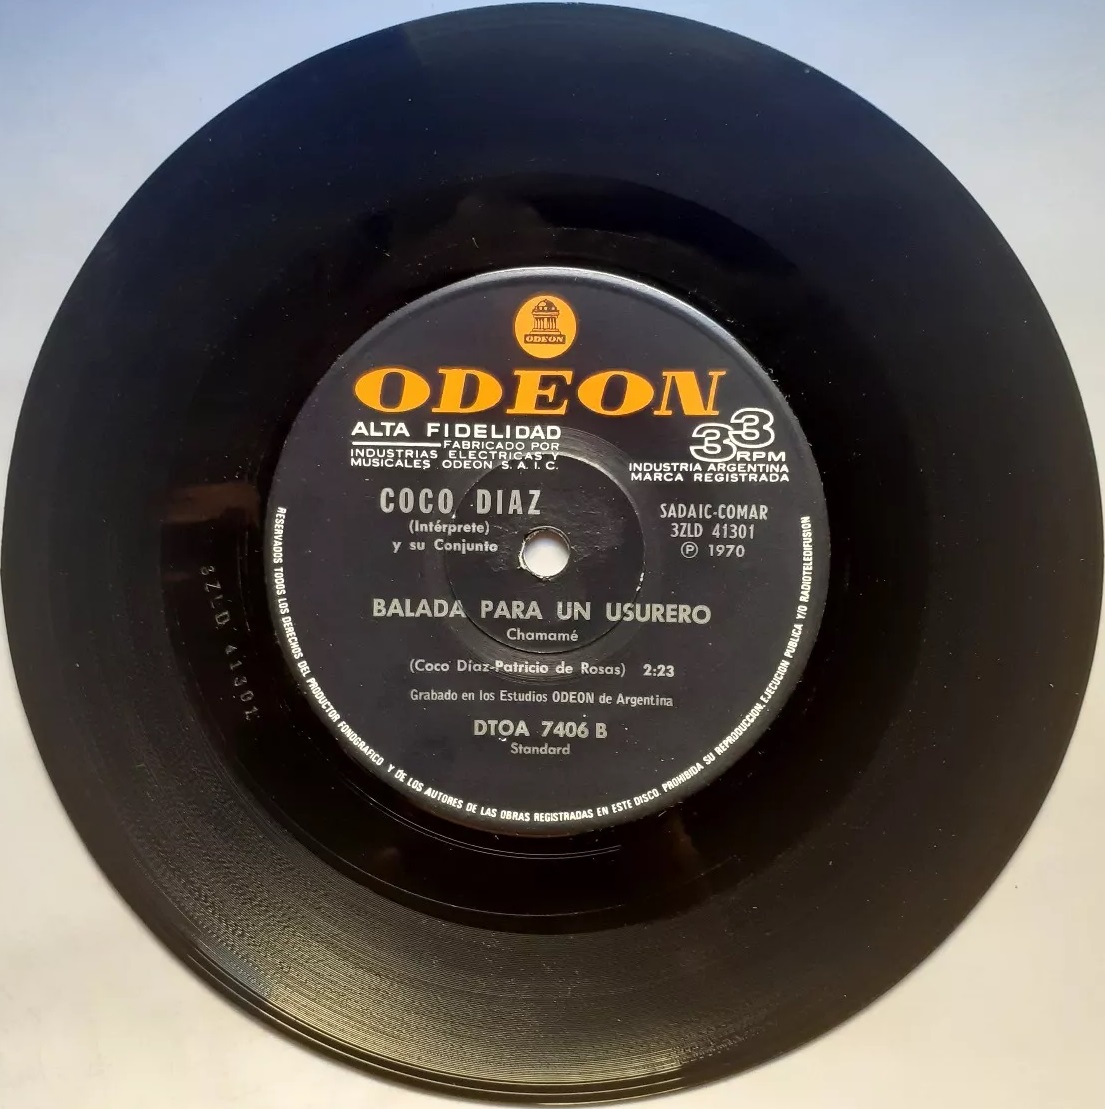 ODEON
ODEON
ALTA FIDELIDAD
FABRICADO POR
INDUSTRIAS ELECTRICAS Y
MUSICALES ODEON S.A.I.C.
33 RPM
INDUSTRIA ARGENTINA
MARCA REGISTRADA
COCO DIAZ
(Intérprete)
y su Conjunto
SADAIC-COMAR
3ZLD 41301
Ⓟ 1970
BALADA PARA UN USURERO
Chamamé
(Coco Díaz-Patricio de Rosas) 2:23
Grabado en los Estudios ODEON de Argentina
DTOA 7406 B
Standard
RESERVADOS TODOS LOS DERECHOS DEL PRODUCTOR FONOGRAFICO Y DE LOS AUTORES DE LAS OBRAS REGISTRADAS EN ESTE DISCO. PROHIBIDA SU REPRODUCCION, EJECUCION PUBLICA Y/O RADIOTELEDIFUSION
3ZLD 41301